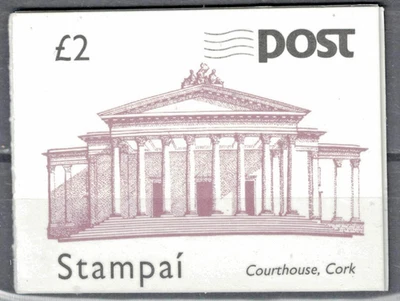 £2
post
Stampaí
Courthouse, Cork